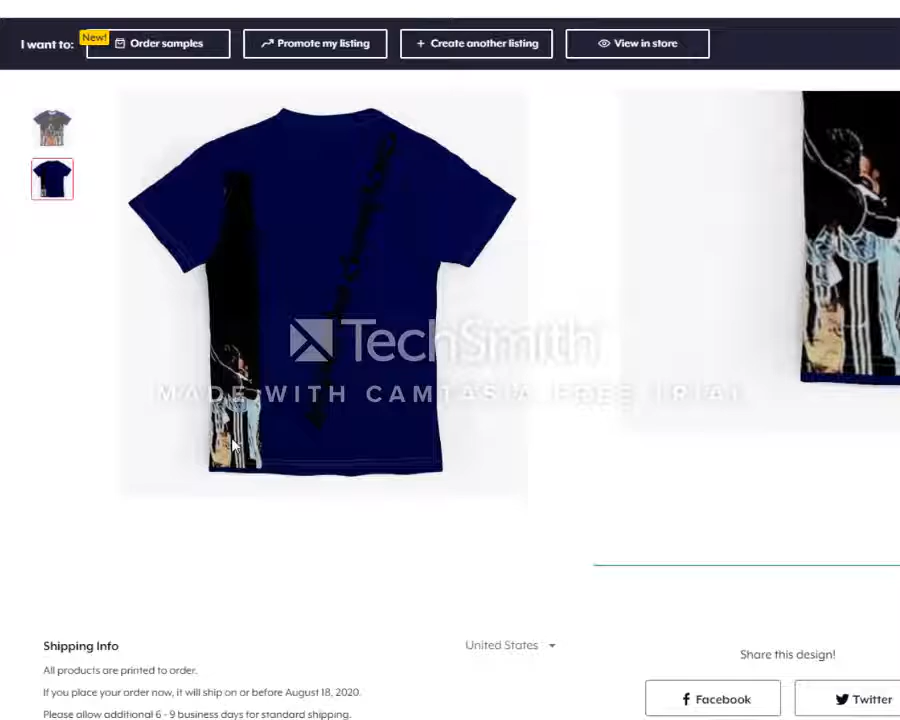 I want to:
New!
Order samples
Promote my listing
Create another listing
View in store
TechSmith
MADE WITH CAMTASIA FREE TRIAL
Shipping Info
United States
All products are printed to order.
If you place your order now, it will ship on or before August 18, 2020.
Please allow additional 6 - 9 business days for standard shipping.
Share this design!
Facebook
Twitter